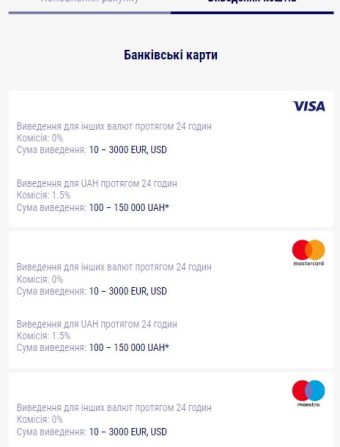 Банківські карти
VISA
Виведення для інших валют протягом 24 годин
Комісія: 0%
Сума виведення: 10 – 3000 EUR, USD
Виведення для UAH протягом 24 годин
Комісія: 1.5%
Сума виведення: 100 – 150 000 UAH*
mastercard
Виведення для інших валют протягом 24 годин
Комісія: 0%
Сума виведення: 10 – 3000 EUR, USD
Виведення для UAH протягом 24 годин
Комісія: 1.5%
Сума виведення: 100 – 150 000 UAH*
maestro
Виведення для інших валют протягом 24 годин
Комісія: 0%
Сума виведення: 10 – 3000 EUR, USD